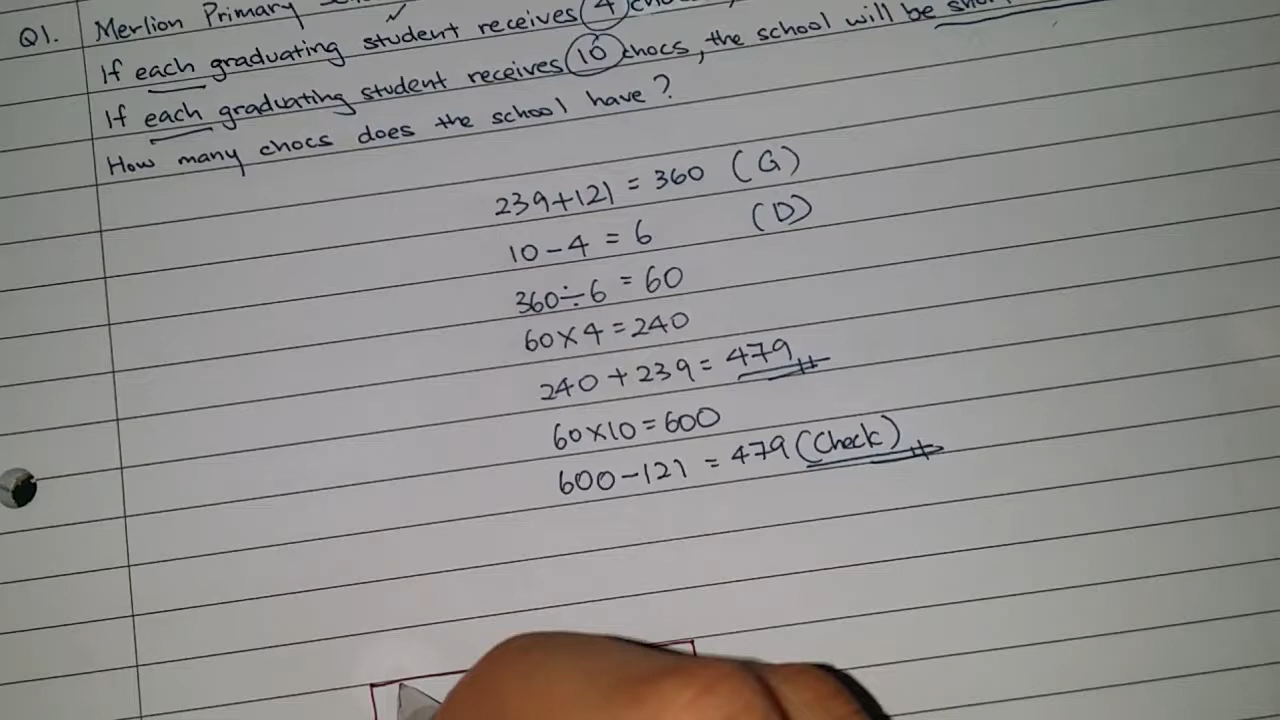 Q1. Merlion Primary
If each graduating student receives 4
If each graduating student receives 10 chocs, the school will be
How many chocs does the school have?
239+121 = 360 (G)
10-4 = 6 (D)
360÷6 = 60
60×4 = 240
240+239 = 479
60×10 = 600
600-121 = 479 (Check)